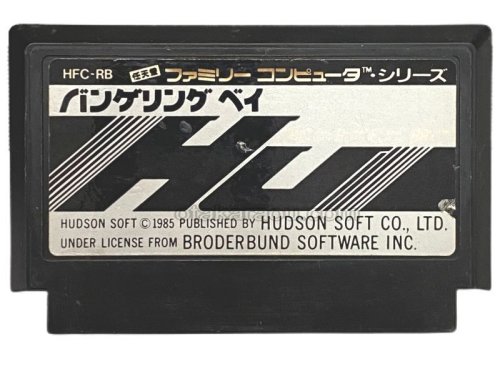 HFC-RB 任天堂 ファミリー コンピュータ™・シリーズ
バンゲリング ベイ
HU
HUDSON SOFT © 1985 PUBLISHED BY HUDSON SOFT CO., LTD.
UNDER LICENSE FROM BRODERBUND SOFTWARE INC.